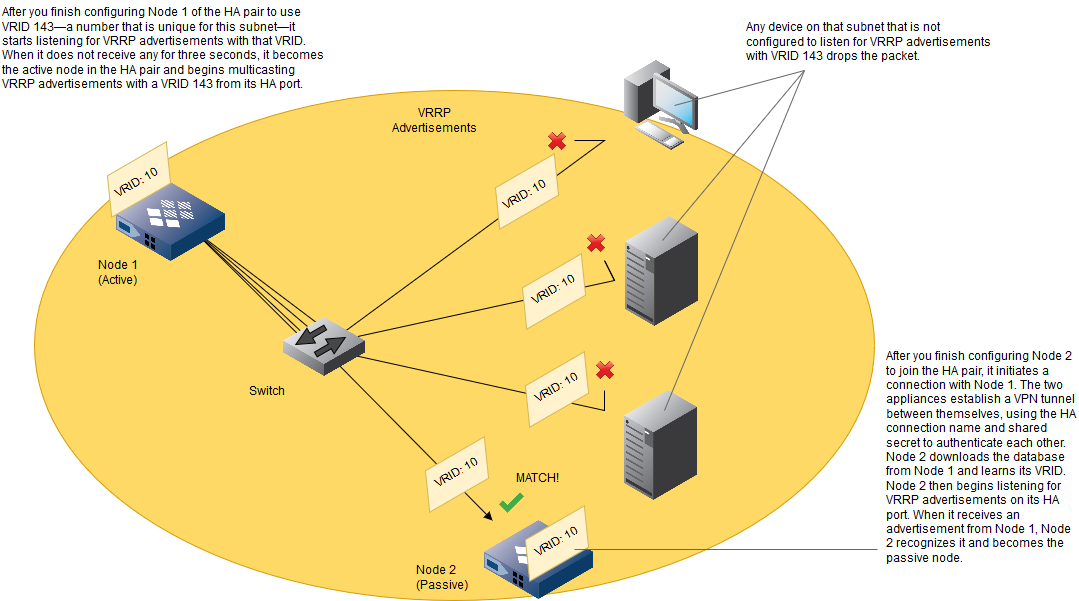 After you finish configuring Node 1 of the HA pair to use
VRID 143—a number that is unique for this subnet—it
starts listening for VRRP advertisements with that VRID.
When it does not receive any for three seconds, it becomes
the active node in the HA pair and begins multicasting
VRRP advertisements with a VRID 143 from its HA port.
Any device on that subnet that is not
configured to listen for VRRP advertisements
with VRID 143 drops the packet.
VRRP
Advertisements
VRID: 10
Node 1
(Active)
VRID: 10
VRID: 10
Switch
VRID: 10
VRID: 10
MATCH!
VRID: 10
Node 2
(Passive)
After you finish configuring Node 2
to join the HA pair, it initiates a
connection with Node 1. The two
appliances establish a VPN tunnel
between themselves, using the HA
connection name and shared
secret to authenticate each other.
Node 2 downloads the database
from Node 1 and learns its VRID.
Node 2 then begins listening for
VRRP advertisements on its HA
port. When it receives an
advertisement from Node 1, Node
2 recognizes it and becomes the
passive node.